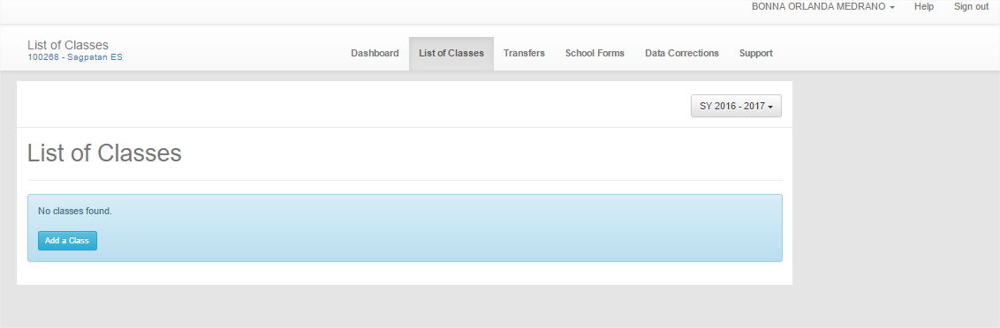 BONNA ORLANDA MEDRANO Help Sign out
List of Classes
100268 - Sagpatan ES
Dashboard List of Classes Transfers School Forms Data Corrections Support
SY 2016 - 2017
List of Classes
No classes found.
Add a Class